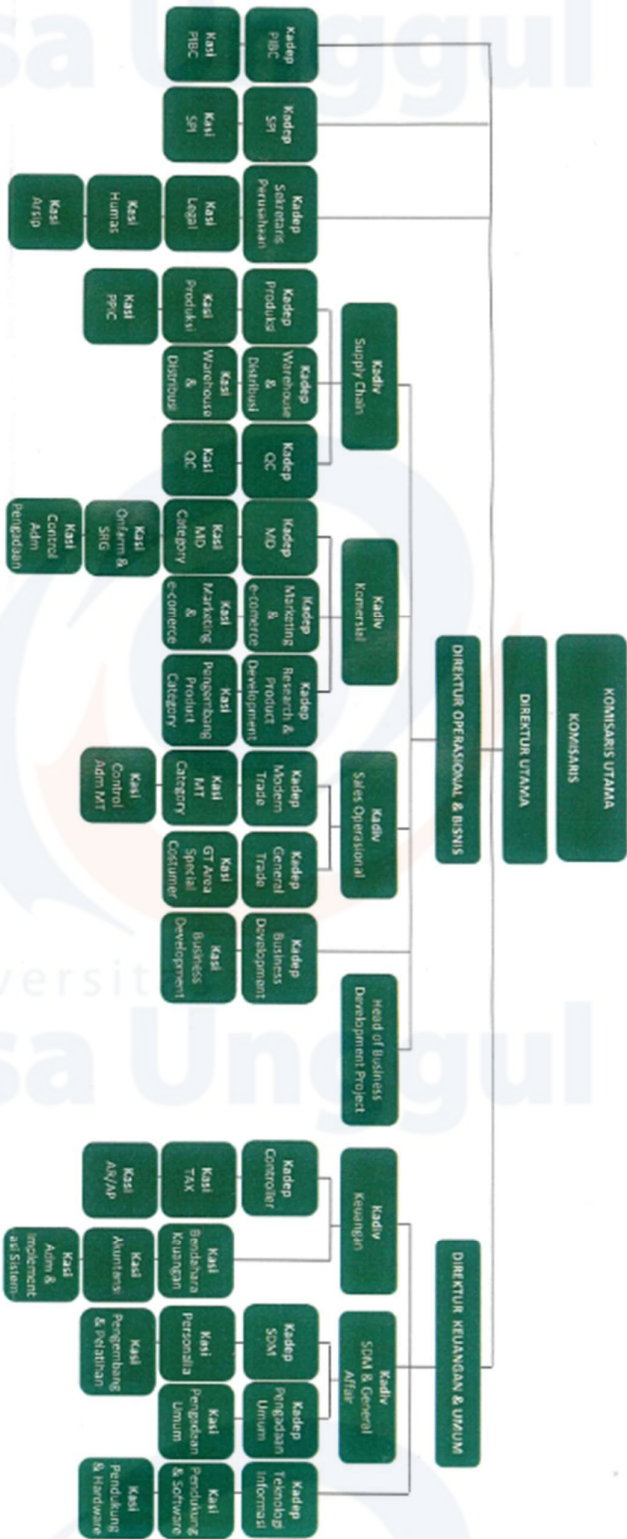 KOMISARIS UTAMA
KOMISARIS
DIREKTUR UTAMA
DIREKTUR OPERASIONAL & BISNIS
DIREKTUR KEUANGAN & UMUM
Kadiv
Supply Chain
Kadiv
Komersial
Kadiv
Sales Operasional
Head of Business
Development Project
Kadiv
Keuangan
Kadiv
SDM & General
Affair
Kadep
PIBC
Kasi
PIBC
Kadep
SPI
Kasi
SPI
Kadep
Sekretaris
Perusahaan
Kasi
Legal
Kasi
Humas
Kasi
Arsip
Kadep
Produksi
Kasi
Produksi
Kasi
PPIC
Kadep
Warehouse
&
Distribusi
Kasi
Warehouse
&
Distribusi
Kadep
QC
Kasi
QC
Kadep
MD
Kasi
MD
Category
Kasi
Onfarm &
SRG
Kasi
Control
Adm
Pengadaan
Kadep
Marketing
&
e-comerce
Kasi
Marketing
&
e-comerce
Kadep
Research &
Product
Development
Kasi
Pengembang
Product
Category
Kadep
Modern
Trade
Kasi
MT
Category
Kasi
Control
Adm MT
Kadep
General
Trade
Kasi
GT Area
Special
Costumer
Kadep
Business
Development
Kasi
Business
Development
Kadep
Controller
Kasi
TAX
Kasi
AR/AP
Kasi
Bendahara
Keuangan
Kasi
Akuntansi
Kasi
Adm &
Implement
asi Sistem
Kadep
SDM
Kasi
Personalia
Kasi
Pengembang
& Pelatihan
Kadep
Pengadaan
Umum
Kasi
Pengadaan
Umum
Kadep
Teknologi
Informasi
Kasi
Pendukung
& Software
Kasi
Pendukung
& Hardware
sa Unggul
versit
sa Unggul